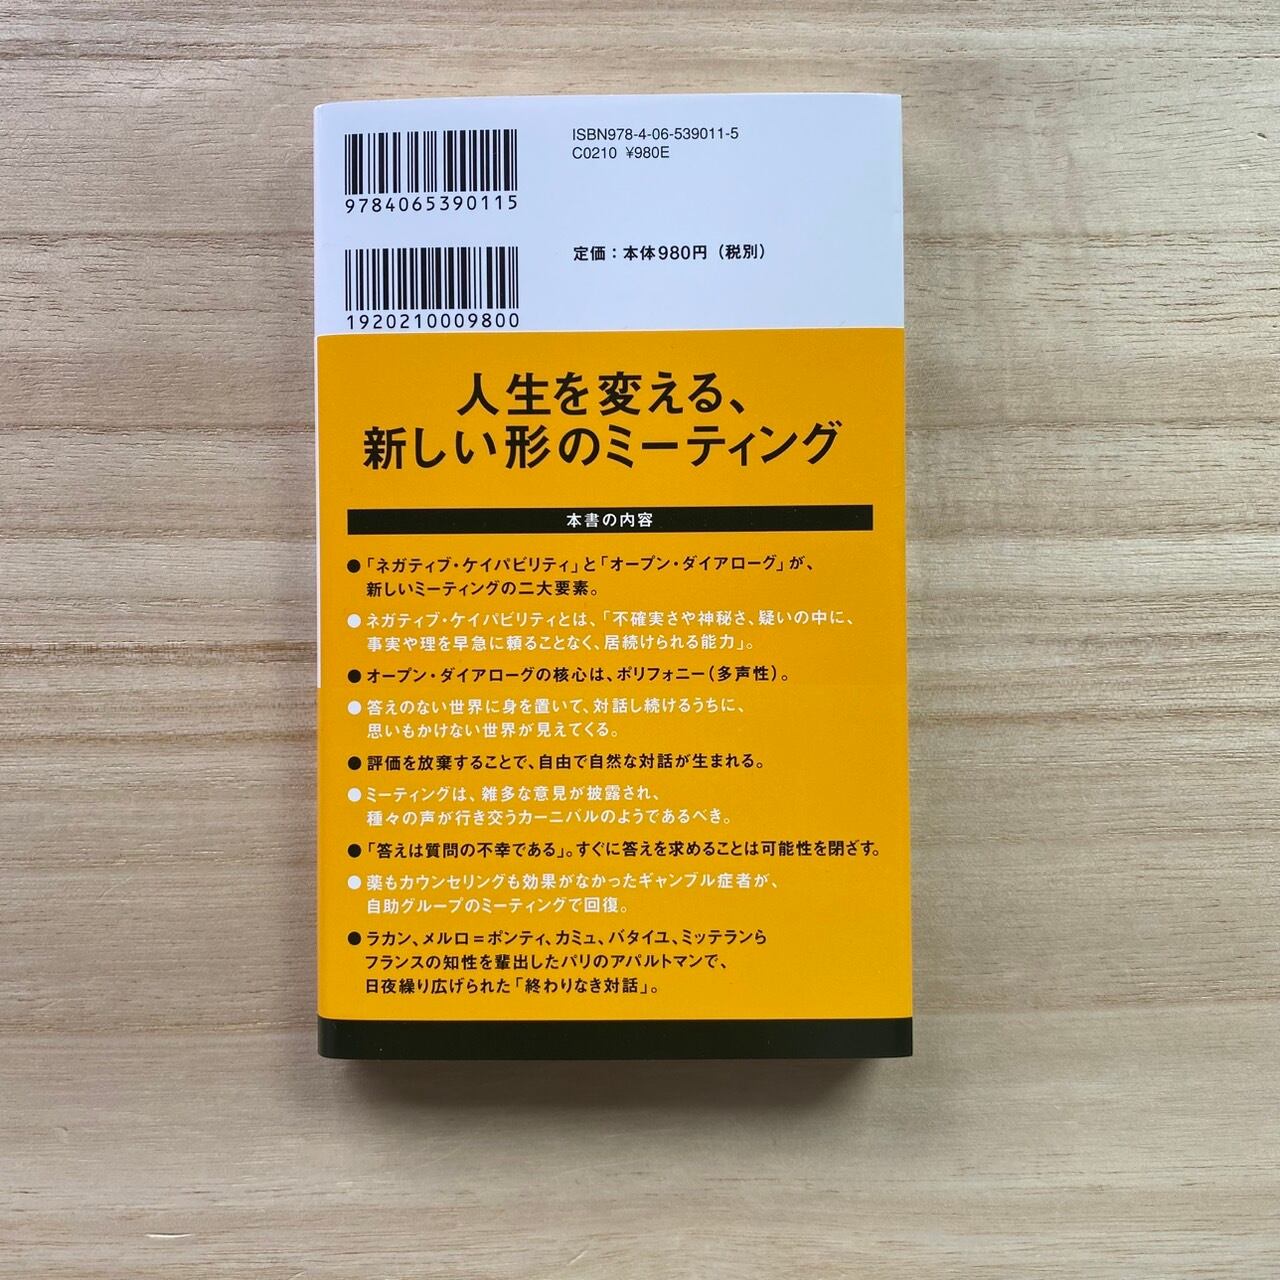 9784065390115
ISBN978-4-06-539011-5
C0210 ¥980E
1920210009800
定価：本体980円（税別）
人生を変える、
新しい形のミーティング
本書の内容
●「ネガティブ・ケイパビリティ」と「オープン・ダイアローグ」が、
新しいミーティングの二大要素。
●ネガティブ・ケイパビリティとは、「不確実さや神秘さ、疑いの中に、
事実や理を早急に頼ることなく、居続けられる能力」。
●オープン・ダイアローグの核心は、ポリフォニー（多声性）。
●答えのない世界に身を置いて、対話し続けるうちに、
思いもかけない世界が見えてくる。
●評価を放棄することで、自由で自然な対話が生まれる。
●ミーティングは、雑多な意見が披露され、
種々の声が行き交うカーニバルのようであるべき。
●「答えは質問の不幸である」。すぐに答えを求めることは可能性を閉ざす。
●薬もカウンセリングも効果がなかったギャンブル症者が、
自助グループのミーティングで回復。
●ラカン、メルロ＝ポンティ、カミュ、バタイユ、ミッテランら
フランスの知性を輩出したパリのアパルトマンで、
日夜繰り広げられた「終わりなき対話」。